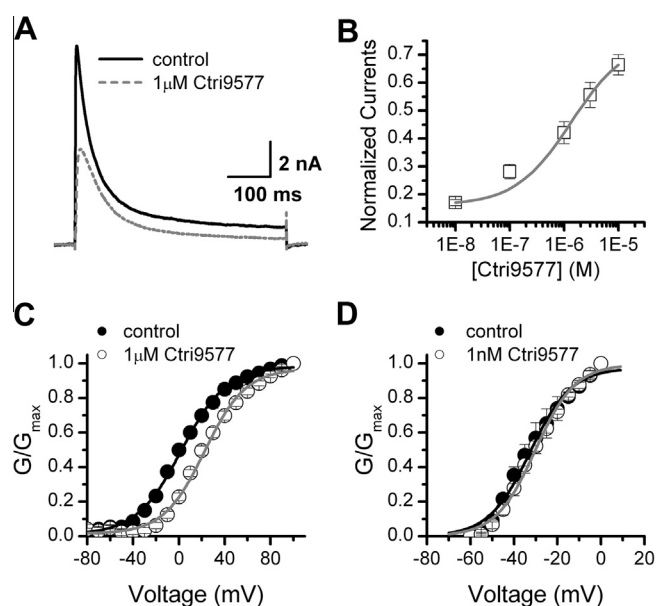 A
control
1μM Ctri9577
2 nA
100 ms
B
Normalized Currents
0.7
0.6
0.5
0.4
0.3
0.2
0.1
1E-8 1E-7 1E-6 1E-5
[Ctri9577] (M)
C
control
1μM Ctri9577
G/Gmax
1.0
0.8
0.6
0.4
0.2
0.0
-80 -40 0 40 80
Voltage (mV)
D
control
1nM Ctri9577
G/Gmax
1.0
0.8
0.6
0.4
0.2
0.0
-80 -60 -40 -20 0 20
Voltage (mV)